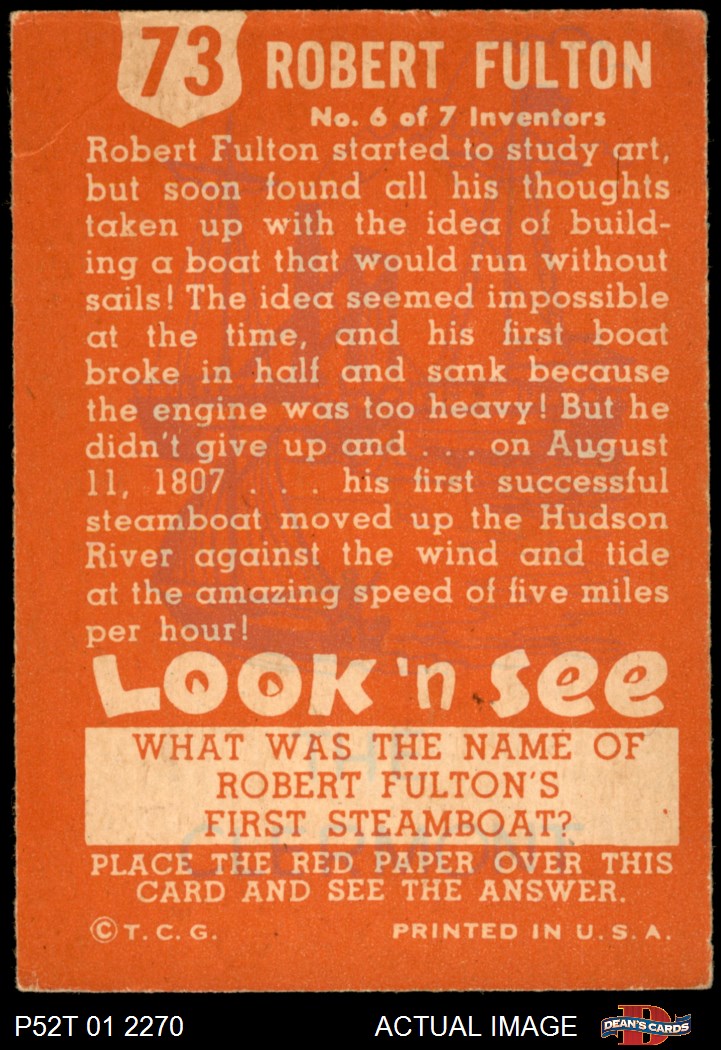 73 ROBERT FULTON
No. 6 of 7 Inventors
Robert Fulton started to study art,
but soon found all his thoughts
taken up with the idea of build-
ing a boat that would run without
sails! The idea seemed impossible
at the time, and his first boat
broke in half and sank because
the engine was too heavy! But he
didn't give up and . . . on August
11, 1807 . . . his first successful
steamboat moved up the Hudson
River against the wind and tide
at the amazing speed of five miles
per hour!
LOOK 'n See
WHAT WAS THE NAME OF
ROBERT FULTON'S
FIRST STEAMBOAT?
THE
CLERMONT
PLACE THE RED PAPER OVER THIS
CARD AND SEE THE ANSWER.
© T. C. G. PRINTED IN U. S. A.
P52T 01 2270 ACTUAL IMAGE DEAN'S CARDS